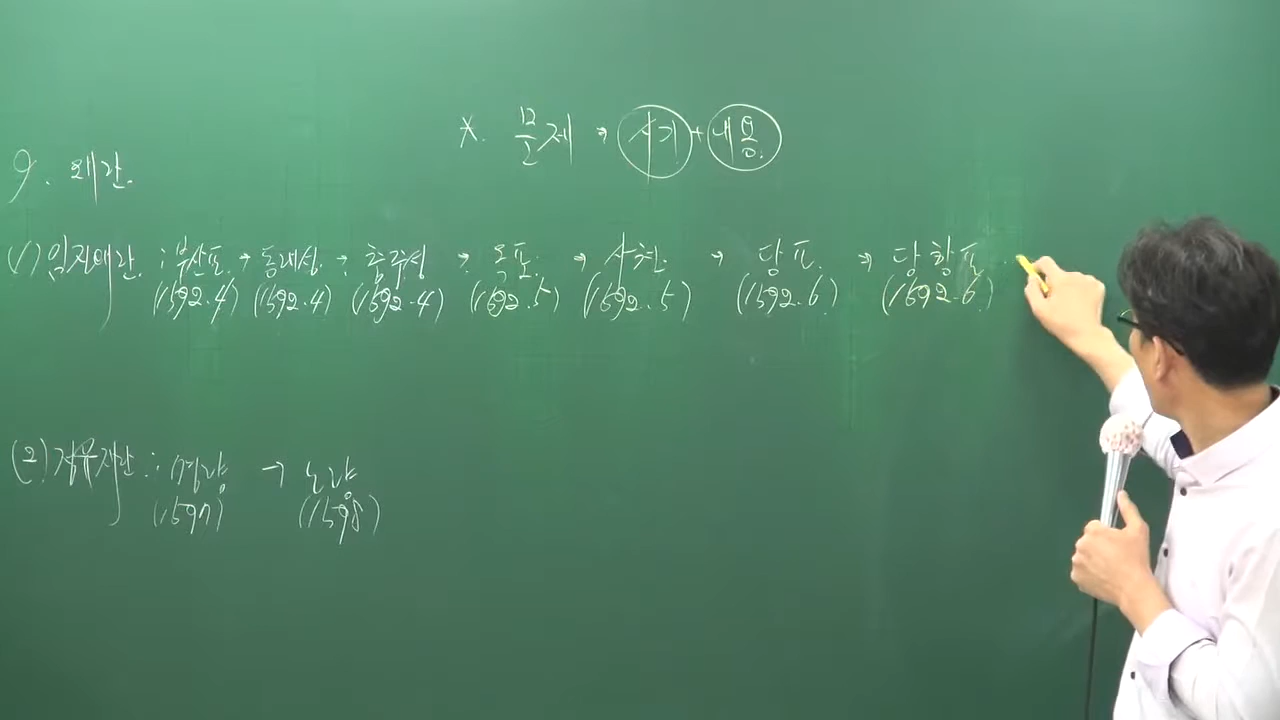 *. 문제 → 시기 + 내용
9. 왜란.
(1) 임진왜란 : 부산포 → 동래성 → 충주성 → 옥포 → 사천 → 당포 → 당항포
(1592.4) (1592.4) (1592.4) (1592.5) (1592.5) (1592.6) (1592.6)
(2) 정유재란 : 명량 → 노량
(1597) (1598)